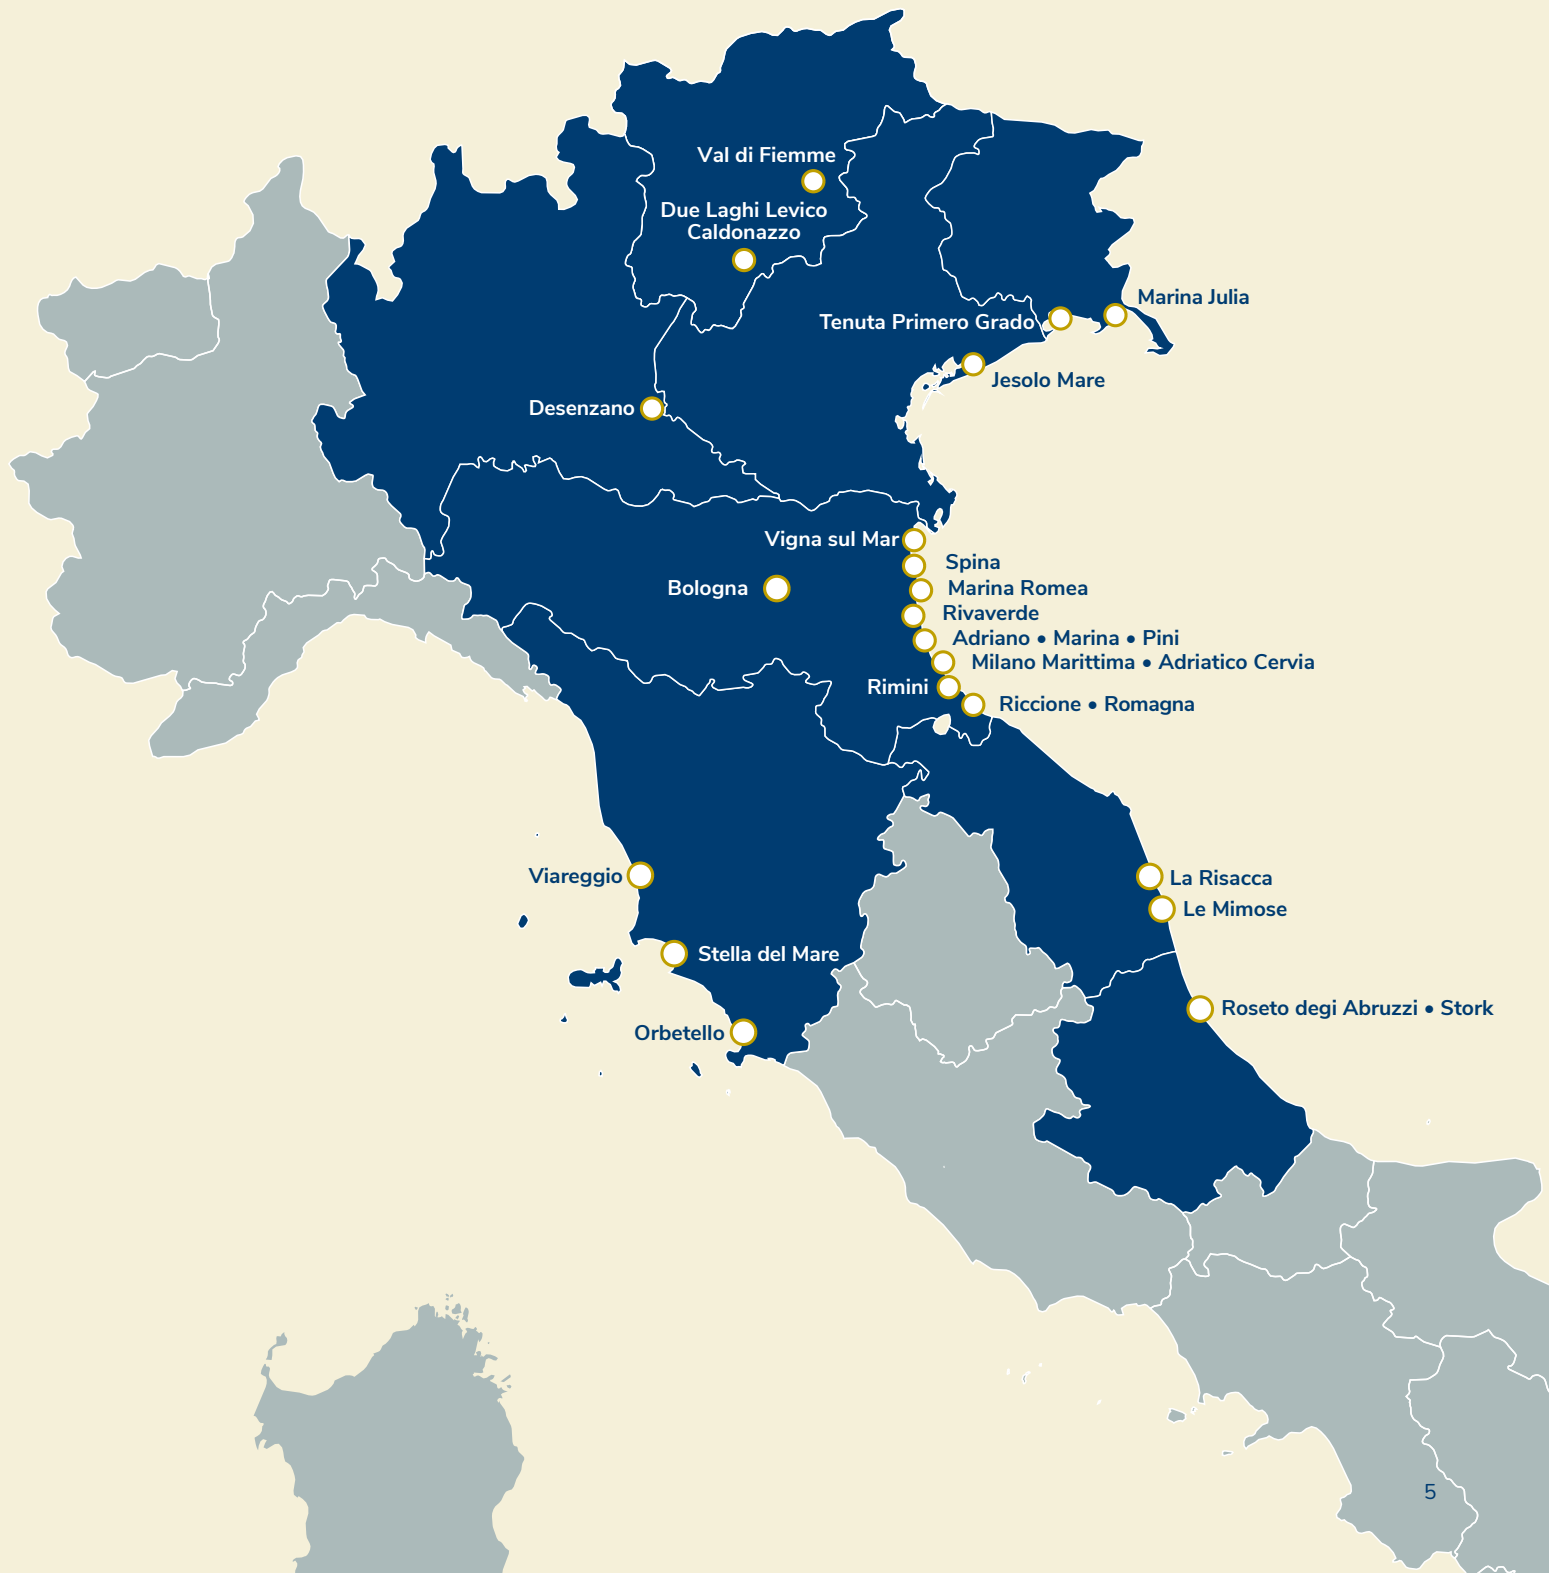 Val di Fiemme
Due Laghi Levico
Caldonazzo
Marina Julia
Tenuta Primero Grado
Jesolo Mare
Desenzano
Vigna sul Mar
Spina
Bologna
Marina Romea
Rivaverde
Adriano • Marina • Pini
Milano Marittima • Adriatico Cervia
Rimini
Riccione • Romagna
Viareggio
La Risacca
Le Mimose
Stella del Mare
Roseto degi Abruzzi • Stork
Orbetello
5